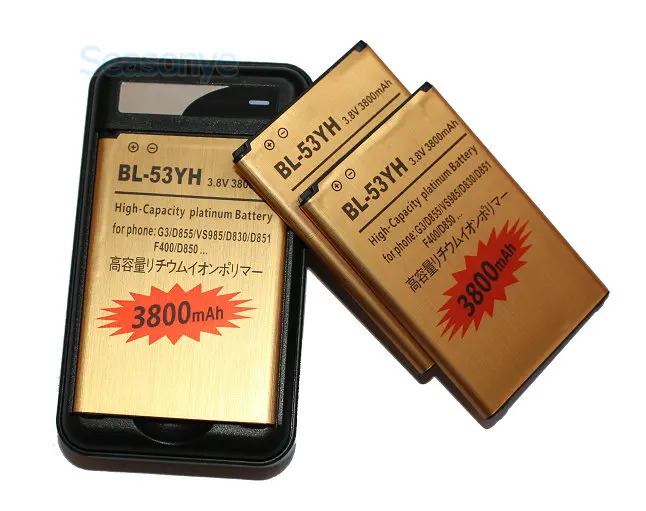 Seasonye
⊕ ⊖
BL-53YH 3.8V 3800mAh
⊕ ⊖
BL-53YH 3.8V 3800
High-Capacity platinum Battery
for phone: G3/D855/VS985/D830/D851
F400/D850 ...
高容量リチウムイオンポリマー
3800mAh
⊕ ⊖
BL-53YH 3.8V 3800mAh
High-Capacity platinum Battery
for phone: G3/D855/VS985/D830/D851
F400/D850 ...
高容量リチウムイオンポリマー
3800mAh